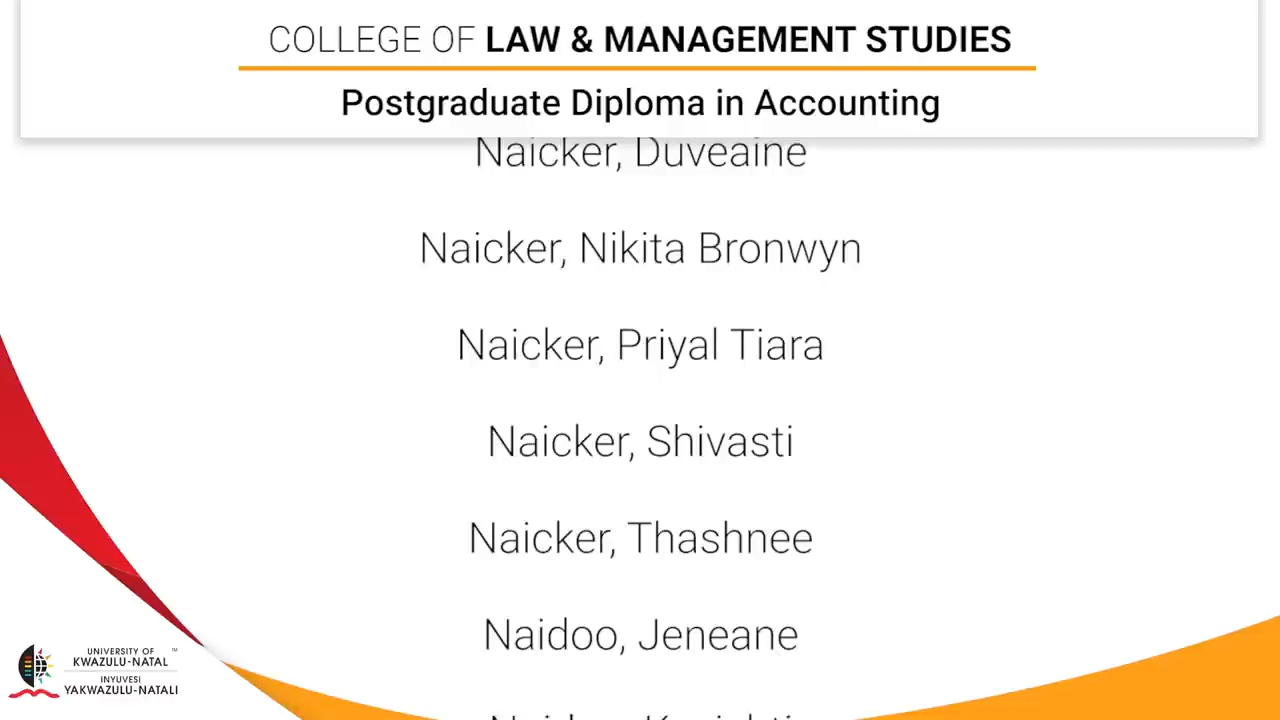 COLLEGE OF LAW & MANAGEMENT STUDIES
Postgraduate Diploma in Accounting
Naicker, Duveaine
Naicker, Nikita Bronwyn
Naicker, Priyal Tiara
Naicker, Shivasti
Naicker, Thashnee
Naidoo, Jeneane
UNIVERSITY OF ™
KWAZULU-NATAL
INYUVESI
YAKWAZULU-NATALI